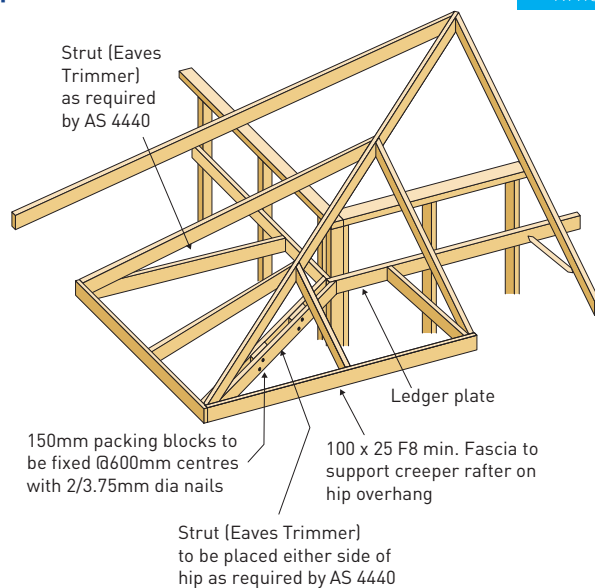 Strut (Eaves
Trimmer)
as required
by AS 4440
Ledger plate
150mm packing blocks to
be fixed @600mm centres
with 2/3.75mm dia nails
100 x 25 F8 min. Fascia to
support creeper rafter on
hip overhang
Strut (Eaves Trimmer)
to be placed either side of
hip as required by AS 4440